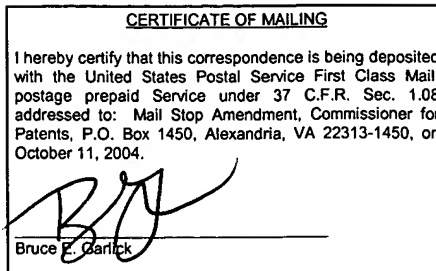 CERTIFICATE OF MAILING
I hereby certify that this correspondence is being deposited
with the United States Postal Service First Class Mail
postage prepaid Service under 37 C.F.R. Sec. 1.08
addressed to: Mail Stop Amendment, Commissioner for
Patents, P.O. Box 1450, Alexandria, VA 22313-1450, on
October 11, 2004.
Bruce E. Garlick